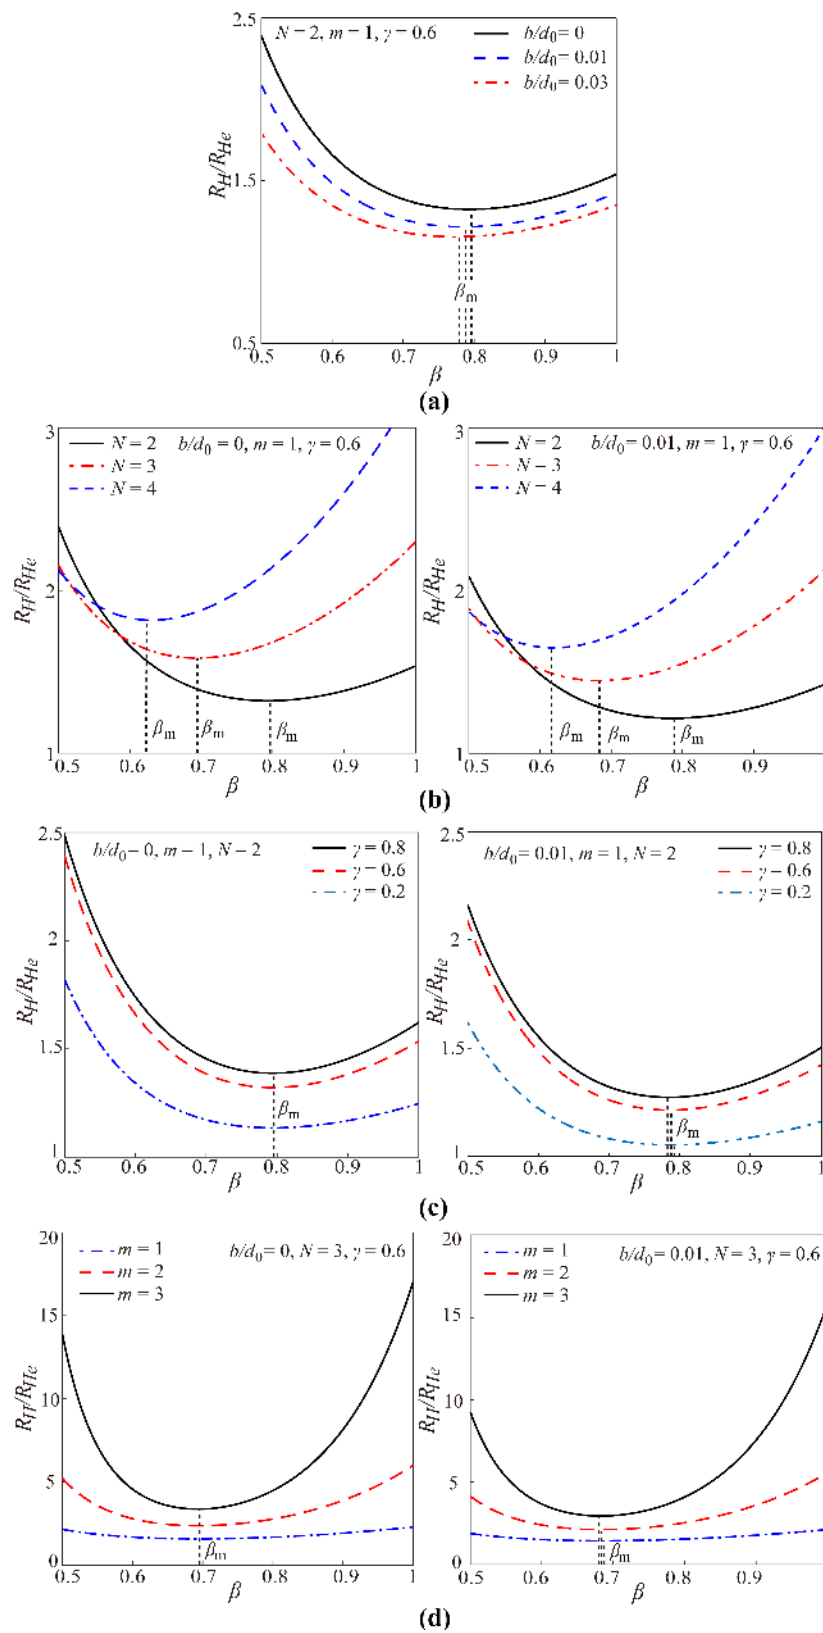 2.5
N = 2, m = 1, γ = 0.6
b/d0 = 0
b/d0 = 0.01
b/d0 = 0.03
RH/RHe
1.5
βm
0.5
0.5 0.6 0.7 0.8 0.9 1
β
(a)
3
N = 2
N = 3
N = 4
b/d0 = 0, m = 1, γ = 0.6
RH/RHe
2
βm βm βm
1
0.5 0.6 0.7 0.8 0.9 1
β
3
N = 2
N – 3
N = 4
b/d0 = 0.01, m = 1, γ = 0.6
2
βm βm βm
1
0.5 0.6 0.7 0.8 0.9
β
(b)
2.5
b/d0 – 0, m – 1, N – 2
γ = 0.8
γ = 0.6
γ = 0.2
RH/RHe
2
1.5
βm
1
0.5 0.6 0.7 0.8 0.9 1
β
2.5
b/d0 = 0.01, m = 1, N = 2
γ = 0.8
γ – 0.6
γ = 0.2
RH/RHe
2
1.5
βm
1
0.5 0.6 0.7 0.8 0.9 1
β
(c)
20
m = 1
m = 2
m = 3
b/d0 = 0, N = 3, γ = 0.6
RH/RHe
15
10
5
βm
0
0.5 0.6 0.7 0.8 0.9 1
β
20
m = 1
m = 2
m = 3
b/d0 = 0.01, N = 3, γ = 0.6
RH/RHe
15
10
5
βm
0
0.5 0.6 0.7 0.8 0.9
β
(d)